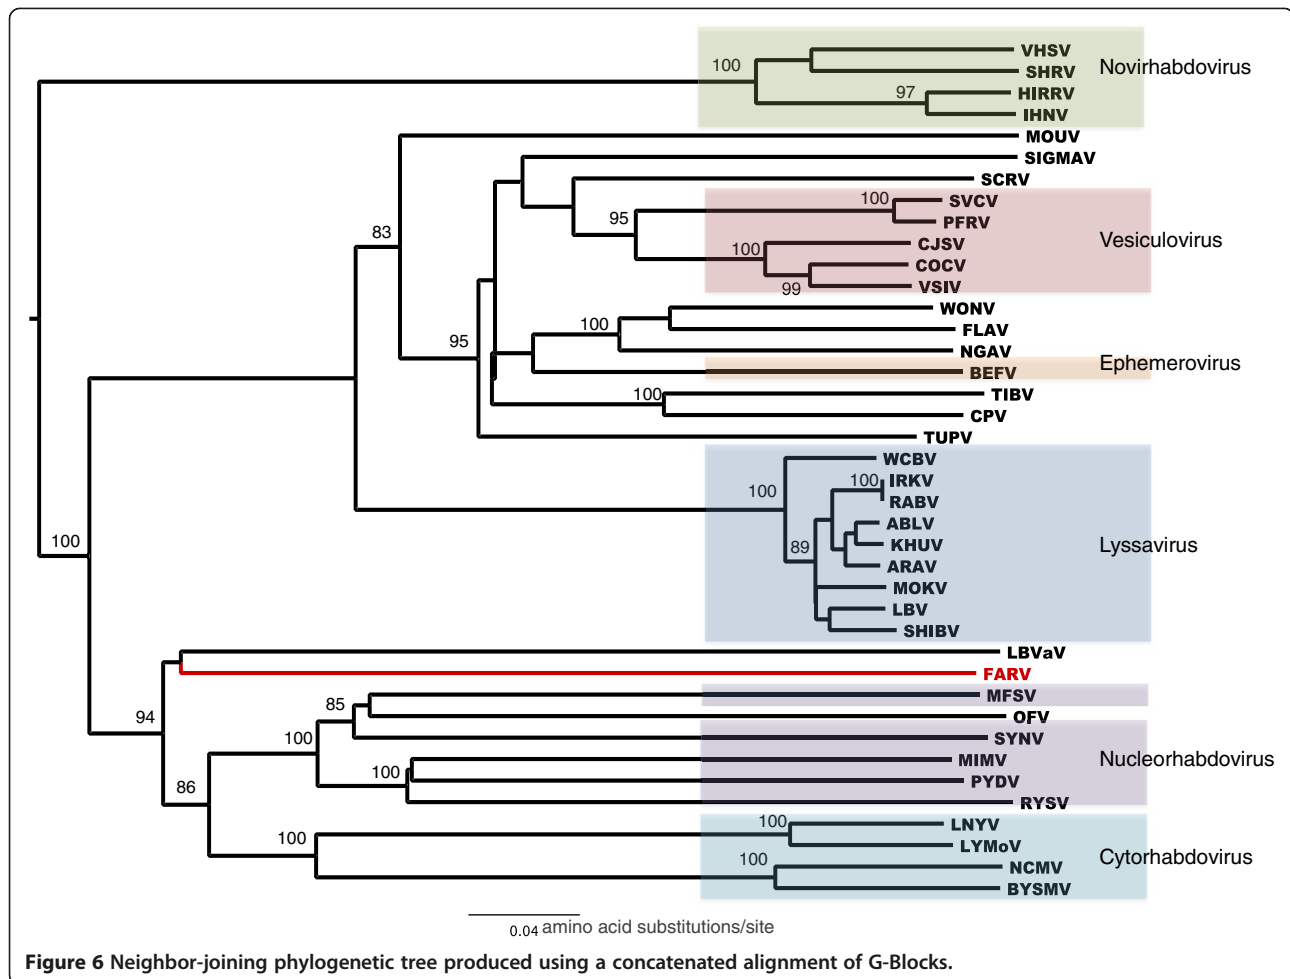 VHSV
100
SHRV
Novirhabdovirus
97
HIRRV
IHNV
MOUV
SIGMAV
SCRV
100
SVCV
95
PFRV
83
100
CJSV
Vesiculovirus
COCV
99
VSIV
WONV
100
FLAV
95
NGAV
Ephemerovirus
BEFV
100
TIBV
CPV
TUPV
WCBV
100
100
IRKV
RABV
ABLV
100
89
KHUV
Lyssavirus
ARAV
MOKV
LBV
SHIBV
LBVaV
FARV
MFSV
94
85
OFV
100
SYNV
MIMV
Nucleorhabdovirus
100
PYDV
86
RYSV
100
LNYV
100
LYMoV
Cytorhabdovirus
100
NCMV
BYSMV
0.04 amino acid substitutions/site
Figure 6 Neighbor-joining phylogenetic tree produced using a concatenated alignment of G-Blocks.